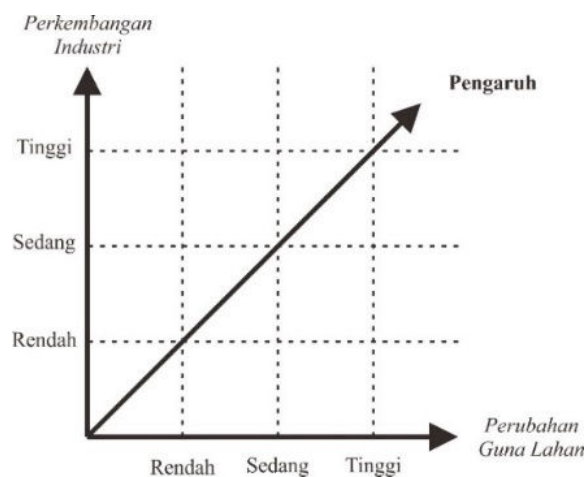 Perkembangan
Industri
Pengaruh
Tinggi
Sedang
Rendah
Rendah
Sedang
Tinggi
Perubahan
Guna Lahan